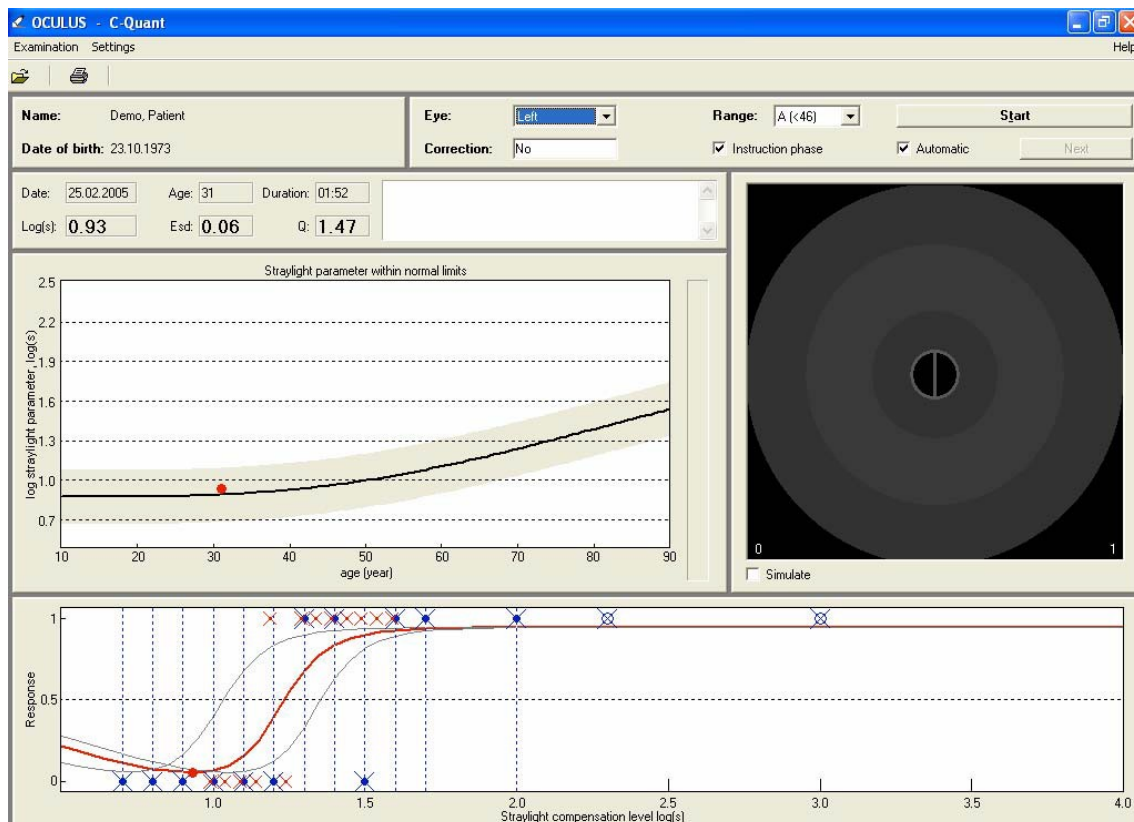 OCULUS - C-Quant
Examination Settings Help
Name: Demo, Patient
Date of birth: 23.10.1973
Eye: Left
Range: A (<46)
Start
Correction: No
Instruction phase
Automatic
Next
Date: 25.02.2005 Age: 31 Duration: 01:52
Log(s): 0.93 Esd: 0.06 Q: 1.47
Straylight parameter within normal limits
log straylight parameter, log(s)
2.5
2.2
1.9
1.6
1.3
1.0
0.7
10 20 30 40 50 60 70 80 90
age (year)
0 1
Simulate
Response
1
0.5
0
1.0 1.5 2.0 2.5 3.0 3.5 4.0
Straylight compensation level log(s)